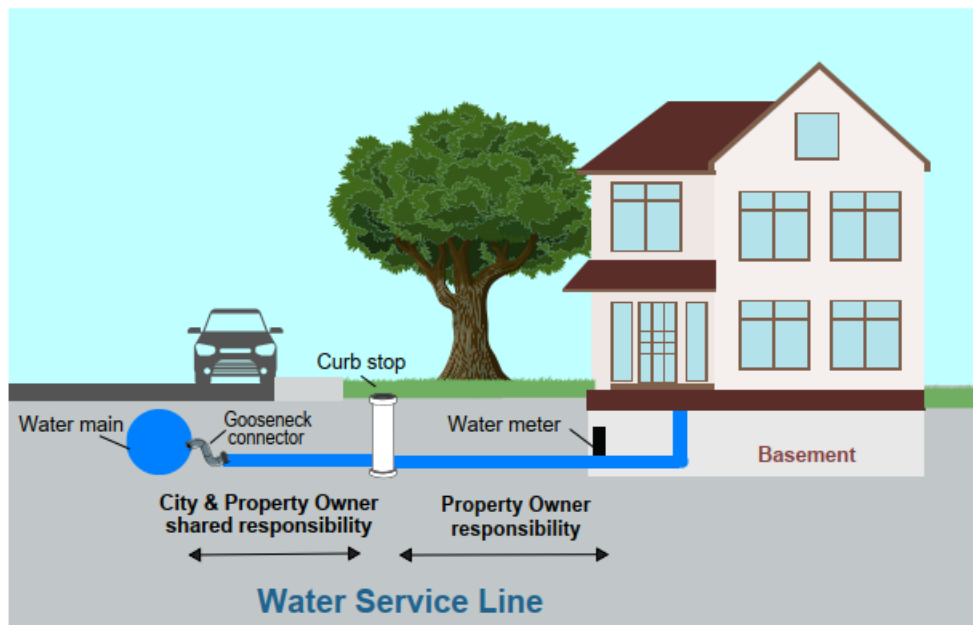 Curb stop
Water main
Gooseneck
connector
Water meter
Basement
City & Property Owner
shared responsibility
Property Owner
responsibility
Water Service Line